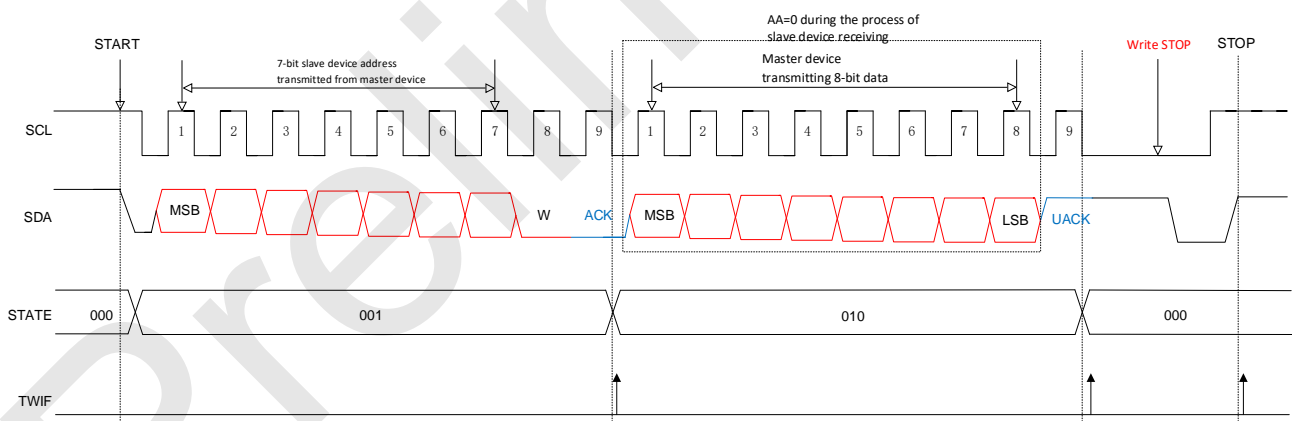 AA=0 during the process of
slave device receiving
START
7-bit slave device address
transmitted from master device
Master device
transmitting 8-bit data
Write STOP
STOP
SCL
1 2 3 4 5 6 7 8 9 1 2 3 4 5 6 7 8 9
SDA
MSB W ACK MSB LSB UACK
STATE 000 001 010 000
TWIF
Prelim